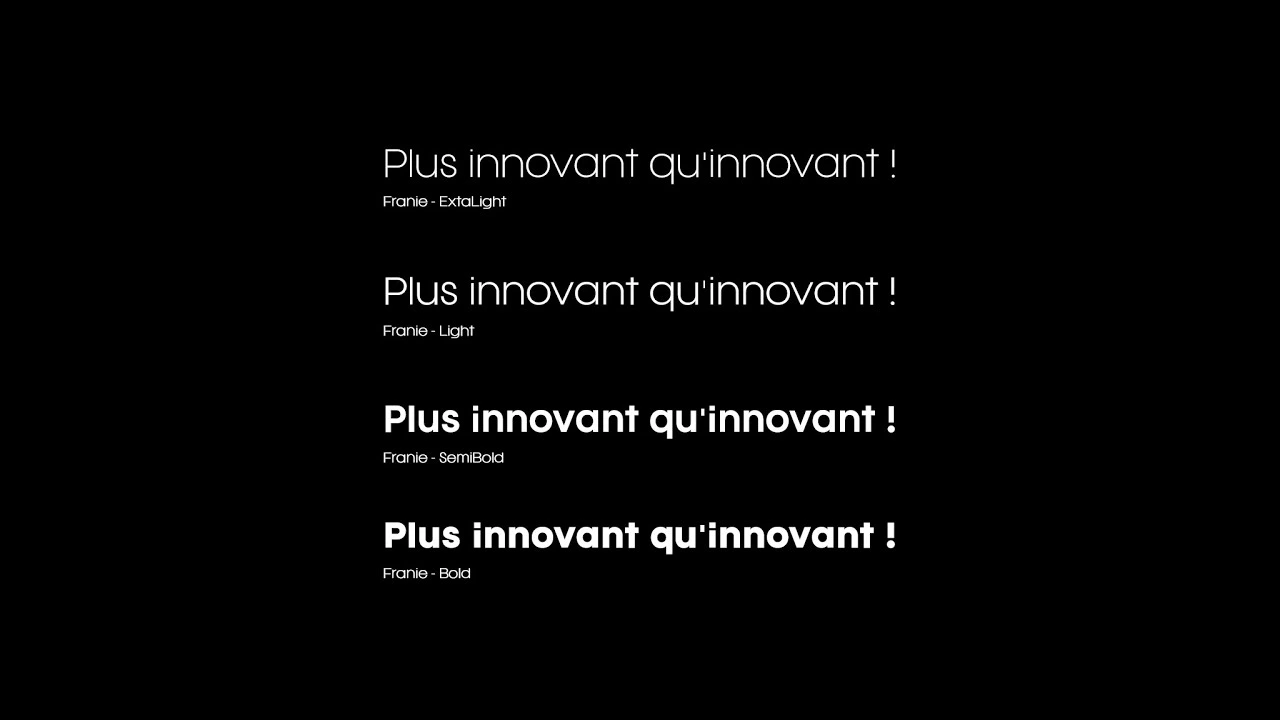 Plus innovant qu'innovant !
Franie - ExtaLight
Plus innovant qu'innovant !
Franie - Light
Plus innovant qu'innovant !
Franie - SemiBold
Plus innovant qu'innovant !
Franie - Bold